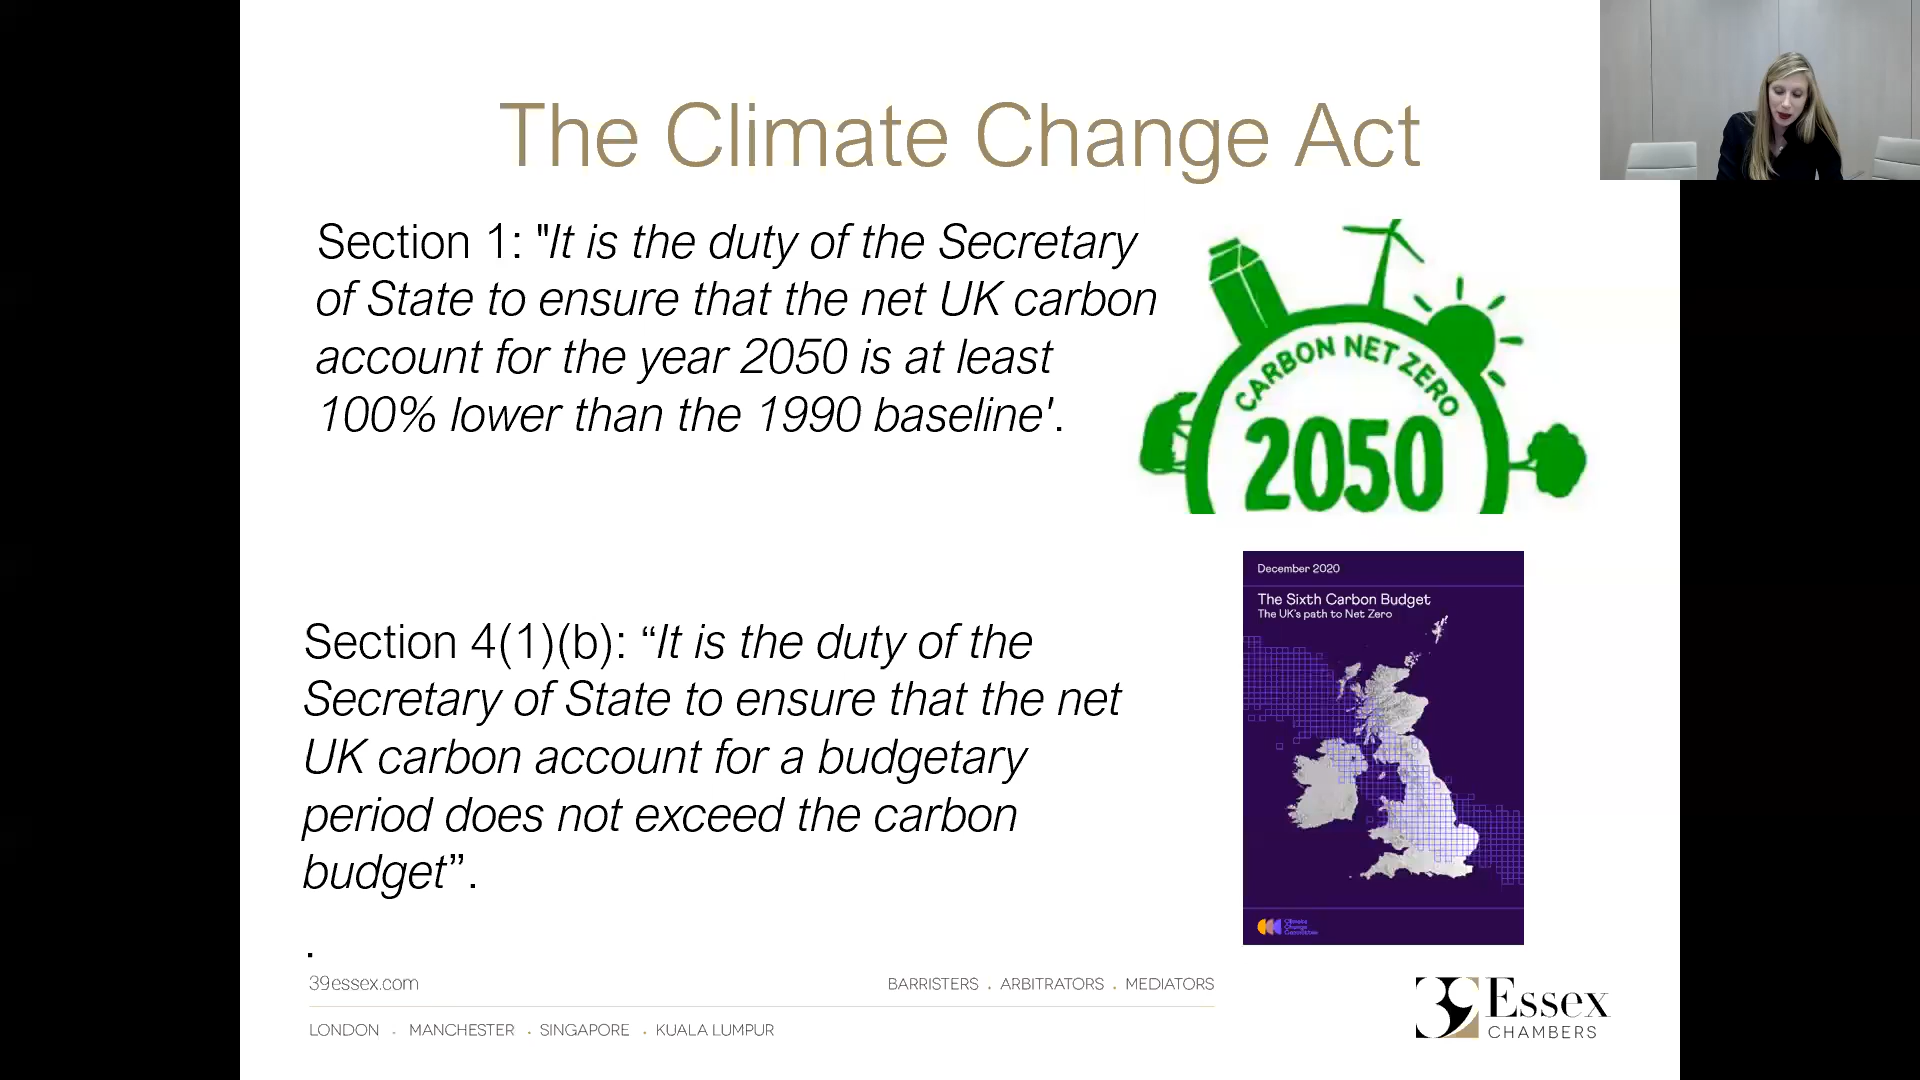 The Climate Change Act
Section 1: "It is the duty of the Secretary
of State to ensure that the net UK carbon
account for the year 2050 is at least
100% lower than the 1990 baseline'.
CARBON NET ZERO
2050
Section 4(1)(b): “It is the duty of the
Secretary of State to ensure that the net
UK carbon account for a budgetary
period does not exceed the carbon
budget”.
.
December 2020
The Sixth Carbon Budget
The UK's path to Net Zero
Climate
Change
Committee
39essex.com
BARRISTERS . ARBITRATORS . MEDIATORS
LONDON . MANCHESTER . SINGAPORE . KUALA LUMPUR
39 Essex
CHAMBERS